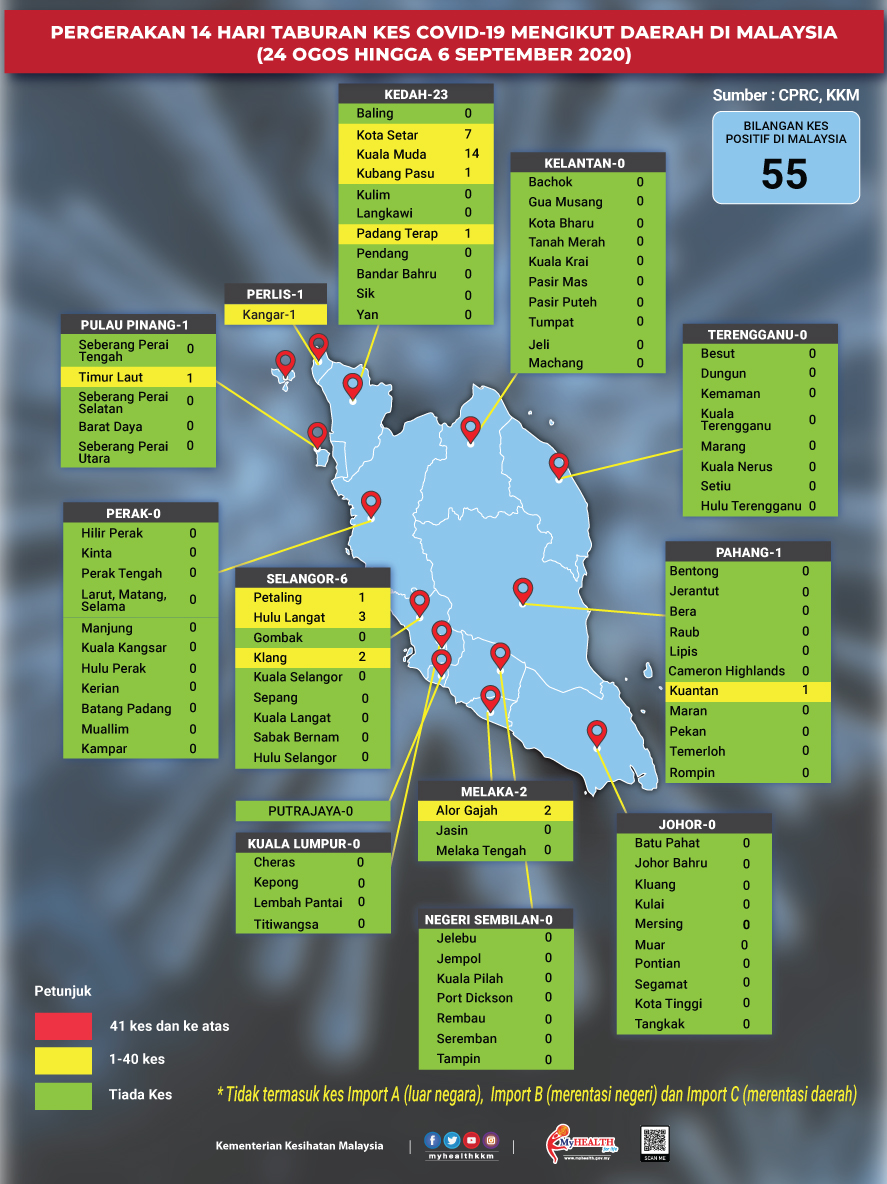 PERGERAKAN 14 HARI TABURAN KES COVID-19 MENGIKUT DAERAH DI MALAYSIA
(24 OGOS HINGGA 6 SEPTEMBER 2020)
Sumber : CPRC, KKM
BILANGAN KES
POSITIF DI MALAYSIA
55
KEDAH-23
Baling 0
Kota Setar 7
Kuala Muda 14
Kubang Pasu 1
Kulim 0
Langkawi 0
Padang Terap 1
Pendang 0
Bandar Bahru 0
Sik 0
Yan 0
KELANTAN-0
Bachok 0
Gua Musang 0
Kota Bharu 0
Tanah Merah 0
Kuala Krai 0
Pasir Mas 0
Pasir Puteh 0
Tumpat 0
Jeli 0
Machang 0
PERLIS-1
Kangar-1
PULAU PINANG-1
Seberang Perai
Tengah 0
Timur Laut 1
Seberang Perai
Selatan 0
Barat Daya 0
Seberang Perai
Utara 0
TERENGGANU-0
Besut 0
Dungun 0
Kemaman 0
Kuala
Terengganu 0
Marang 0
Kuala Nerus 0
Setiu 0
Hulu Terengganu 0
PERAK-0
Hilir Perak 0
Kinta 0
Perak Tengah 0
Larut, Matang,
Selama 0
Manjung 0
Kuala Kangsar 0
Hulu Perak 0
Kerian 0
Batang Padang 0
Muallim 0
Kampar 0
SELANGOR-6
Petaling 1
Hulu Langat 3
Gombak 0
Klang 2
Kuala Selangor 0
Sepang 0
Kuala Langat 0
Sabak Bernam 0
Hulu Selangor 0
PAHANG-1
Bentong 0
Jerantut 0
Bera 0
Raub 0
Lipis 0
Cameron Highlands 0
Kuantan 1
Maran 0
Pekan 0
Temerloh 0
Rompin 0
PUTRAJAYA-0
KUALA LUMPUR-0
Cheras 0
Kepong 0
Lembah Pantai 0
Titiwangsa 0
MELAKA-2
Alor Gajah 2
Jasin 0
Melaka Tengah 0
NEGERI SEMBILAN-0
Jelebu 0
Jempol 0
Kuala Pilah 0
Port Dickson 0
Rembau 0
Seremban 0
Tampin 0
JOHOR-0
Batu Pahat 0
Johor Bahru 0
Kluang 0
Kulai 0
Mersing 0
Muar 0
Pontian 0
Segamat 0
Kota Tinggi 0
Tangkak 0
Petunjuk
41 kes dan ke atas
1-40 kes
Tiada Kes
* Tidak termasuk kes Import A (luar negara), Import B (merentasi negeri) dan Import C (merentasi daerah)
Kementerian Kesihatan Malaysia
myhealthkkm
MyHEALTH
for life
www.myhealth.gov.my
SCAN ME